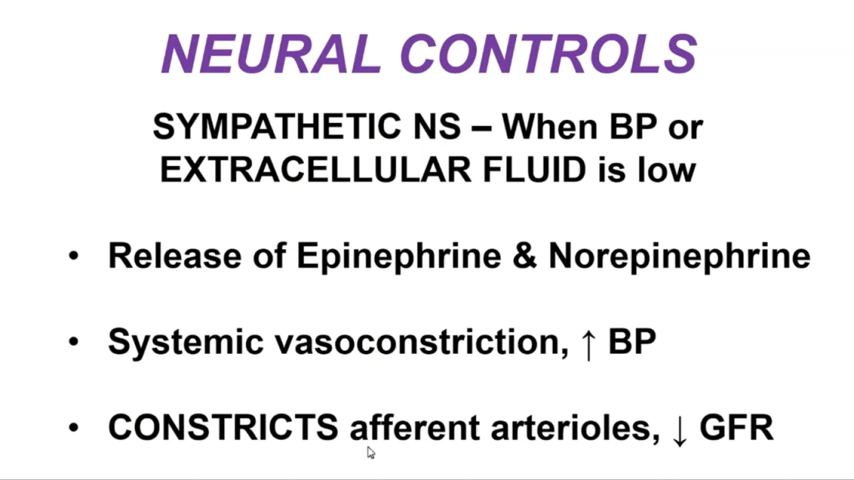 NEURAL CONTROLS
SYMPATHETIC NS – When BP or
EXTRACELLULAR FLUID is low
• Release of Epinephrine & Norepinephrine
• Systemic vasoconstriction, ↑ BP
• CONSTRICTS afferent arterioles, ↓ GFR